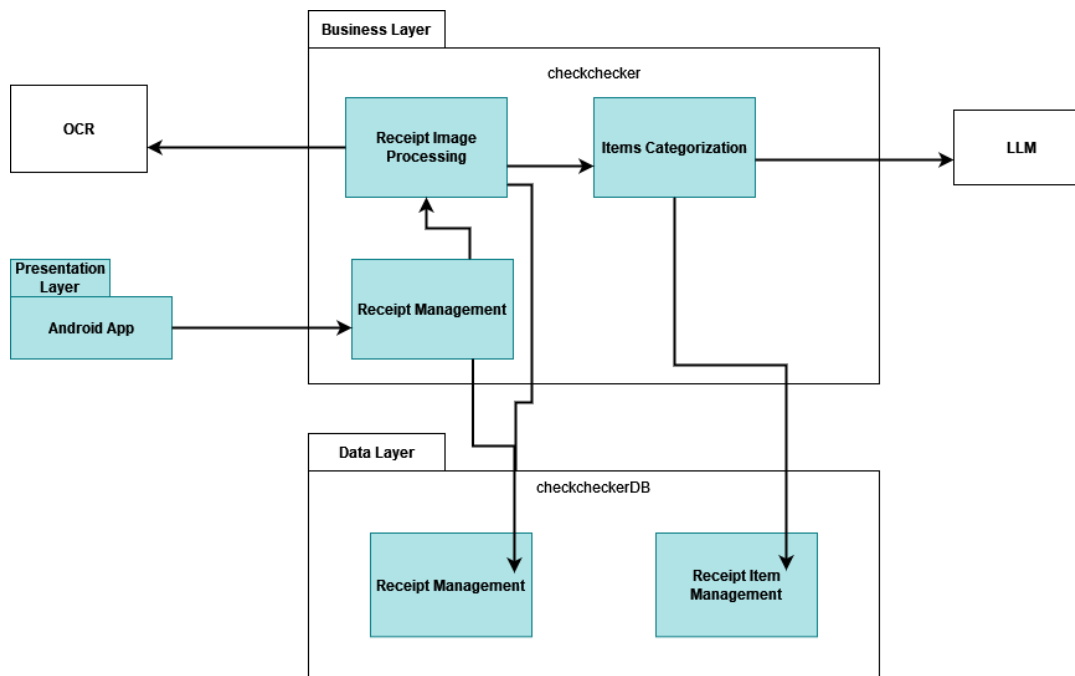 Business Layer
checkchecker
OCR
Receipt Image
Processing
Items Categorization
LLM
Presentation
Layer
Android App
Receipt Management
Data Layer
checkcheckerDB
Receipt Management
Receipt Item
Management